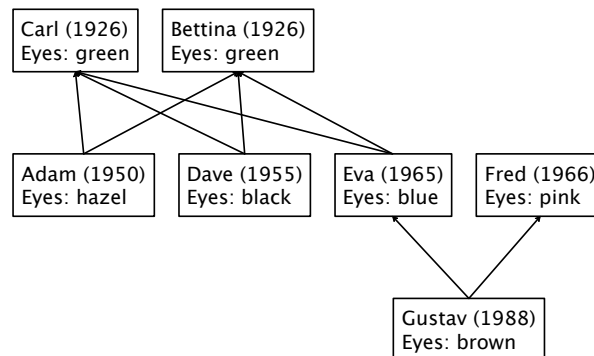 Carl (1926)
Eyes: green
Bettina (1926)
Eyes: green
Adam (1950)
Eyes: hazel
Dave (1955)
Eyes: black
Eva (1965)
Eyes: blue
Fred (1966)
Eyes: pink
Gustav (1988)
Eyes: brown